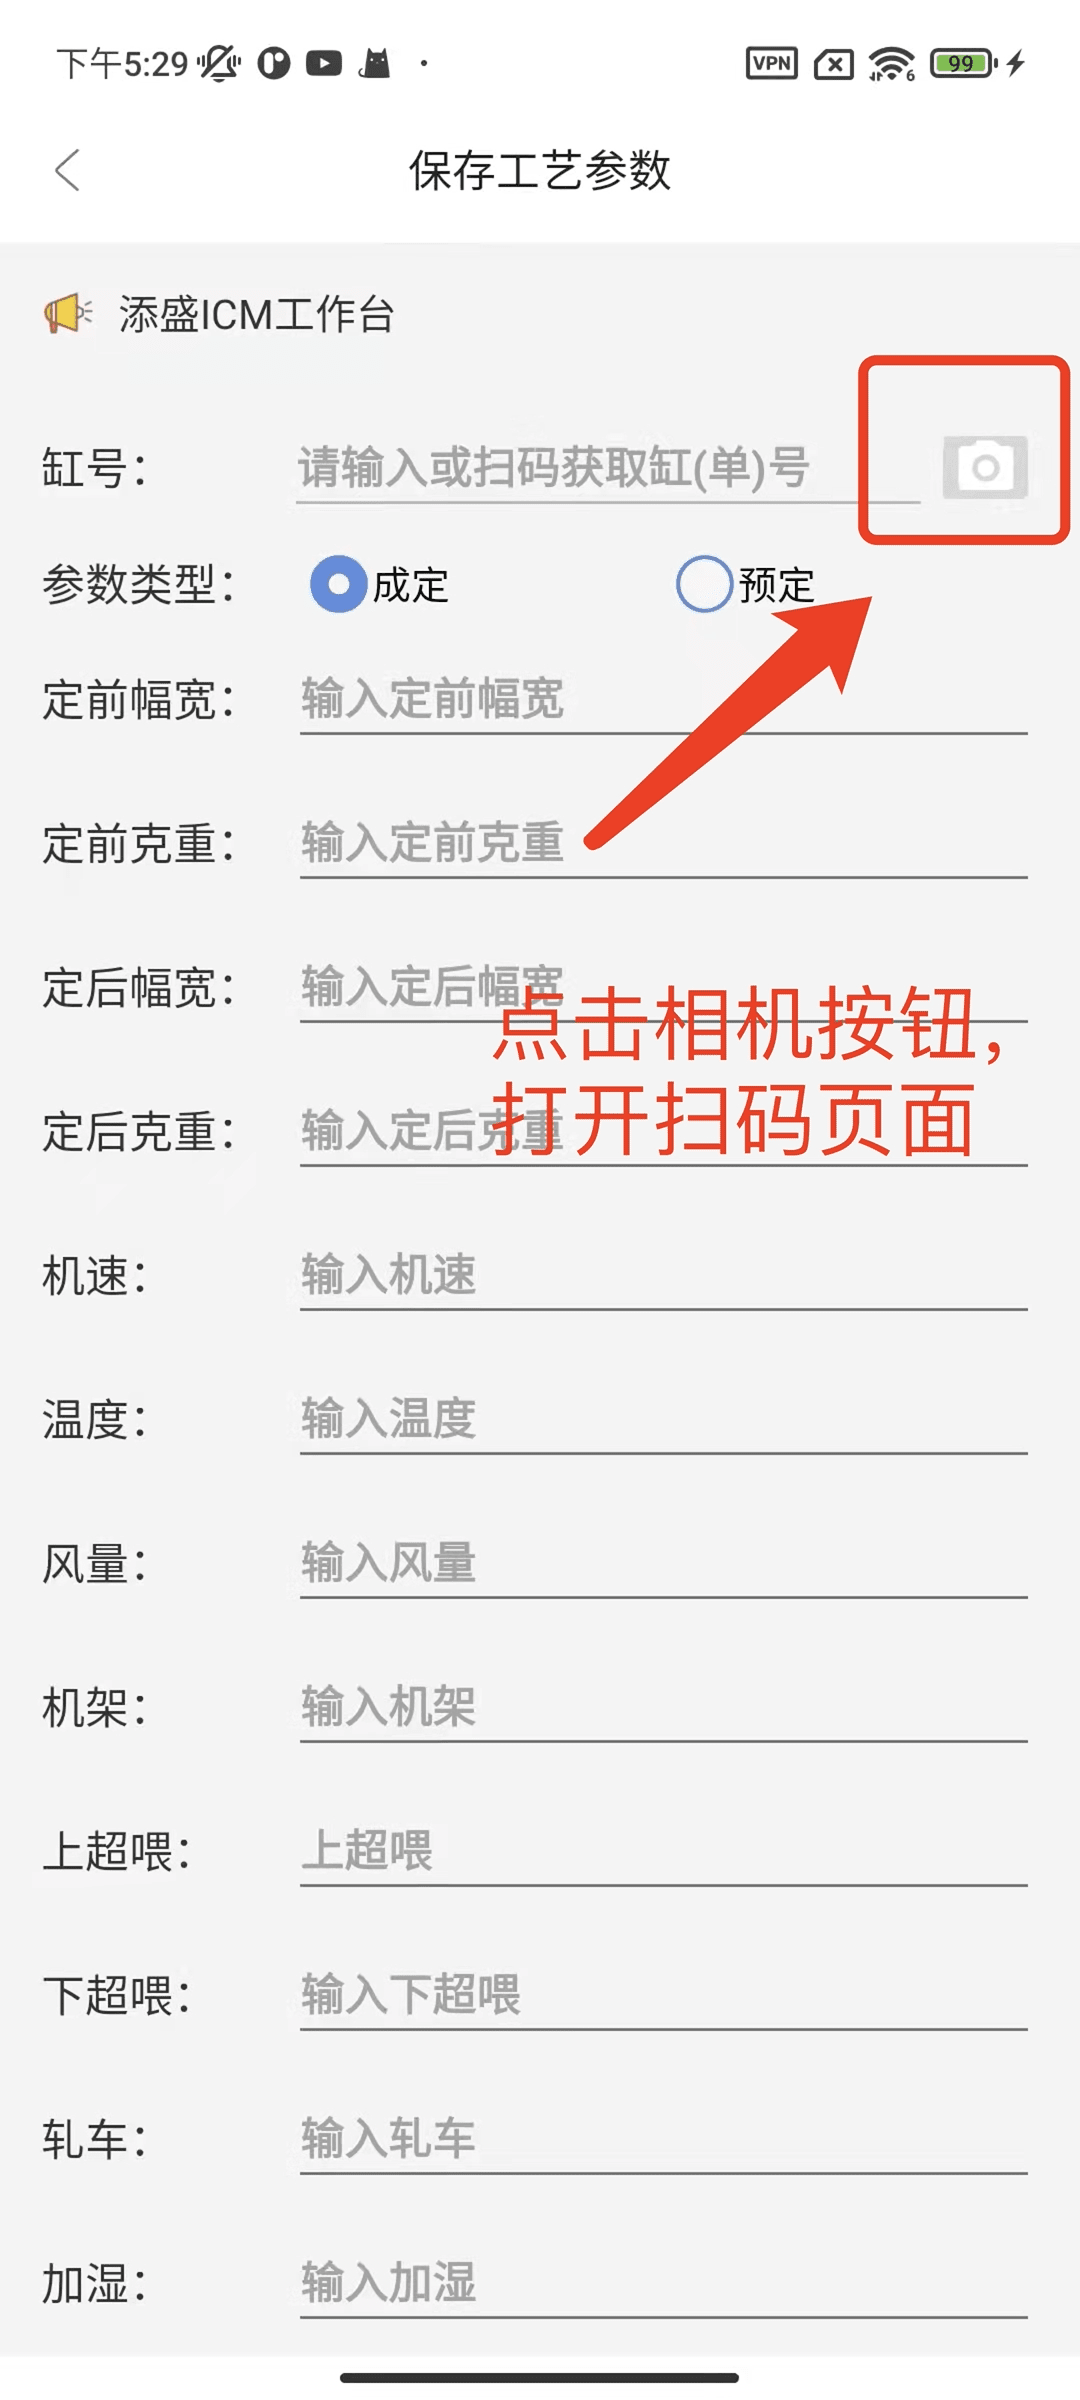 下午5:29 VPN 6 99
保存工艺参数
添盛ICM工作台
缸号： 请输入或扫码获取缸(单)号
参数类型： 成定 预定
定前幅宽： 输入定前幅宽
定前克重： 输入定前克重
定后幅宽： 输入定后幅宽
点击相机按钮，
定后克重： 输入定后克重
打开扫码页面
机速： 输入机速
温度： 输入温度
风量： 输入风量
机架： 输入机架
上超喂： 上超喂
下超喂： 输入下超喂
轧车： 输入轧车
加湿： 输入加湿